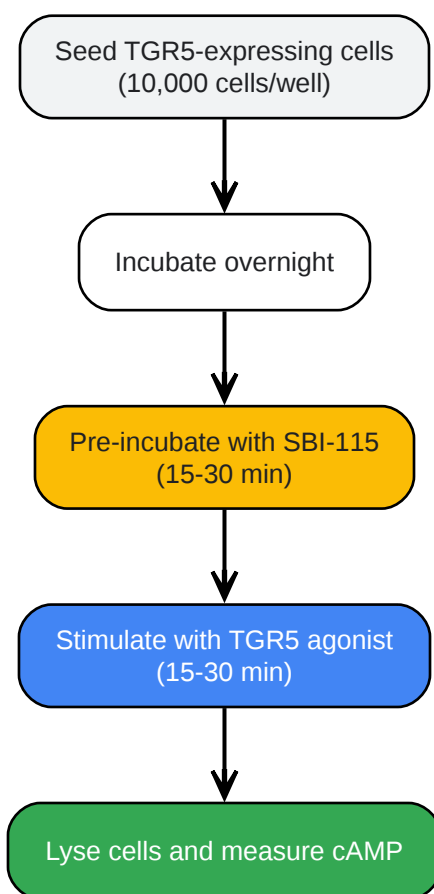 Seed TGR5-expressing cells
(10,000 cells/well)
Incubate overnight
Pre-incubate with SBI-115
(15-30 min)
Stimulate with TGR5 agonist
(15-30 min)
Lyse cells and measure cAMP